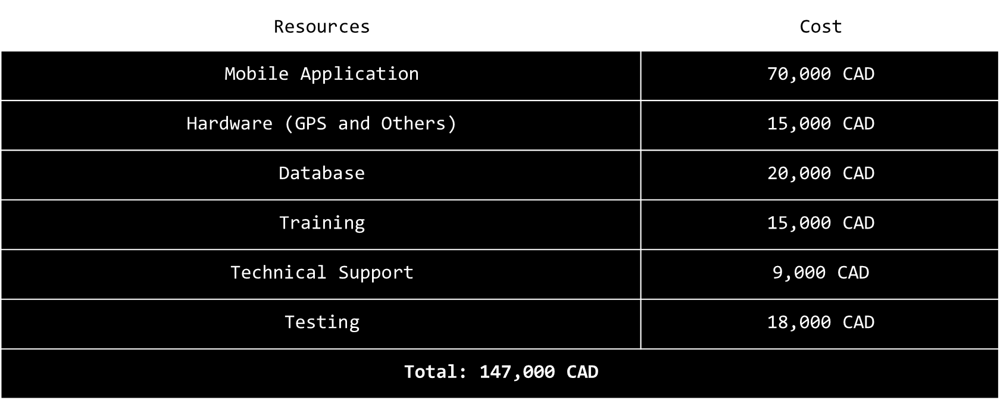 Resources Cost
Mobile Application 70,000 CAD
Hardware (GPS and Others) 15,000 CAD
Database 20,000 CAD
Training 15,000 CAD
Technical Support 9,000 CAD
Testing 18,000 CAD
Total: 147,000 CAD